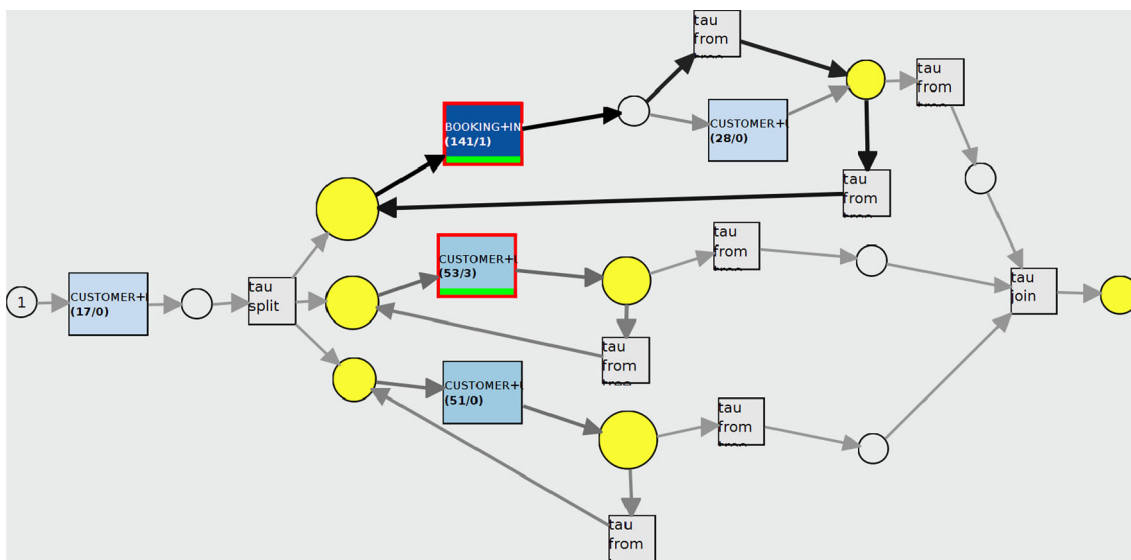 tau
from
tau
from
BOOKING+IN
(141/1)
CUSTOMER+U
(28/0)
tau
from
CUSTOMER+U
(53/3)
tau
from
1
CUSTOMER+U
(17/0)
tau
split
tau
join
tau
from
CUSTOMER+U
(51/0)
tau
from
tau
from